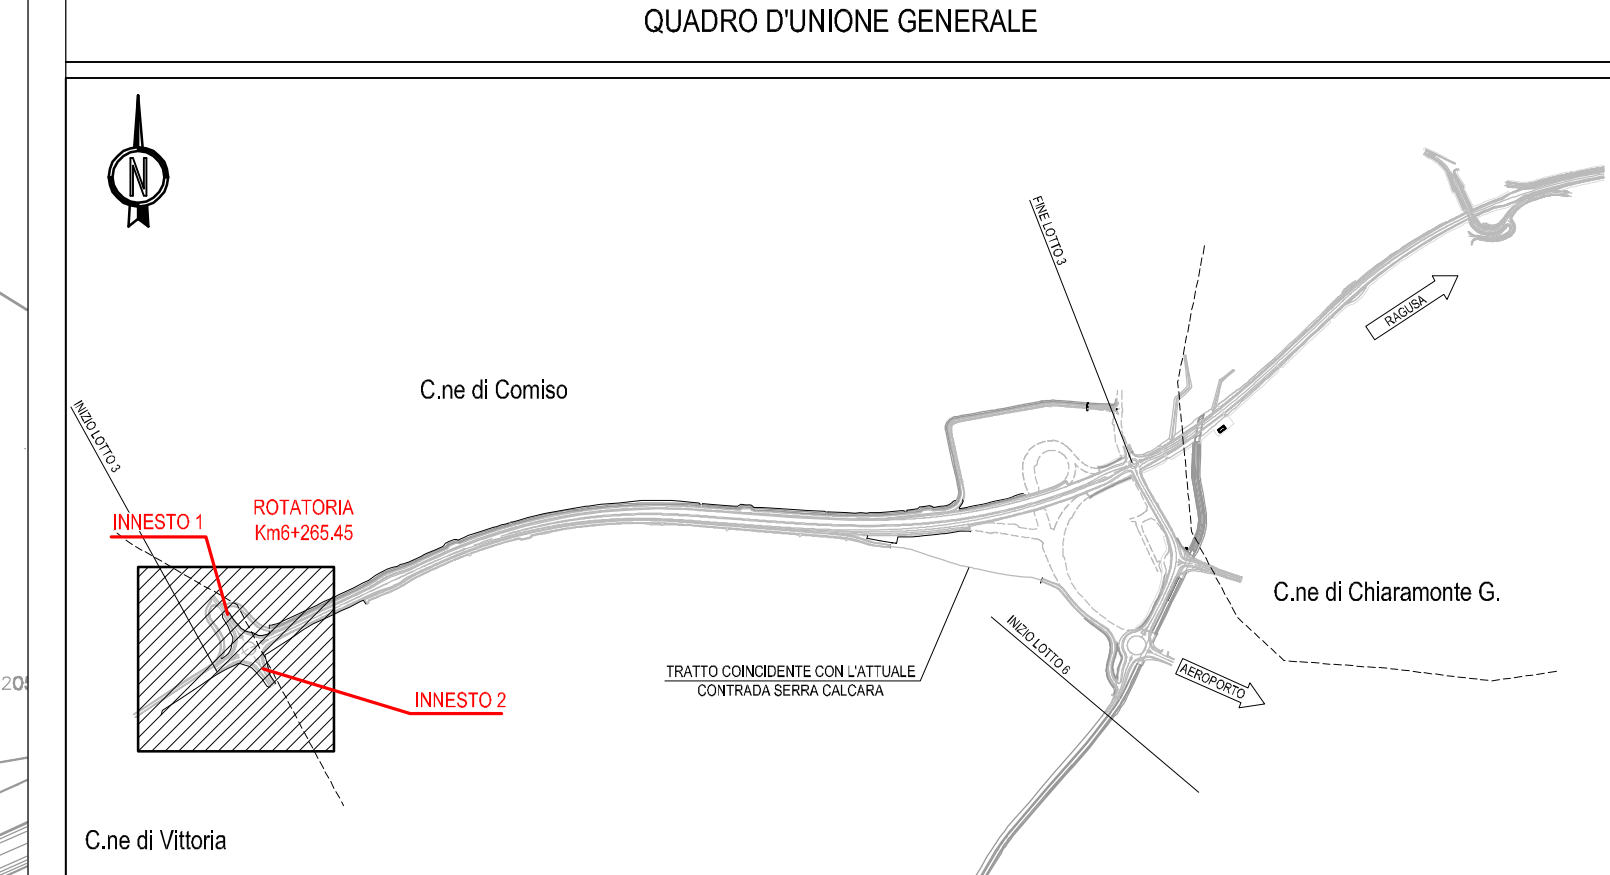 QUADRO D'UNIONE GENERALE
N
FINE LOTTO 3
RAGUSA
C.ne di Comiso
INIZIO LOTTO 3
ROTATORIA
Km6+265.45
INNESTO 1
C.ne di Chiaramonte G.
INIZIO LOTTO 6
TRATTO COINCIDENTE CON L'ATTUALE
CONTRADA SERRA CALCARA
AEROPORTO
INNESTO 2
205
C.ne di Vittoria